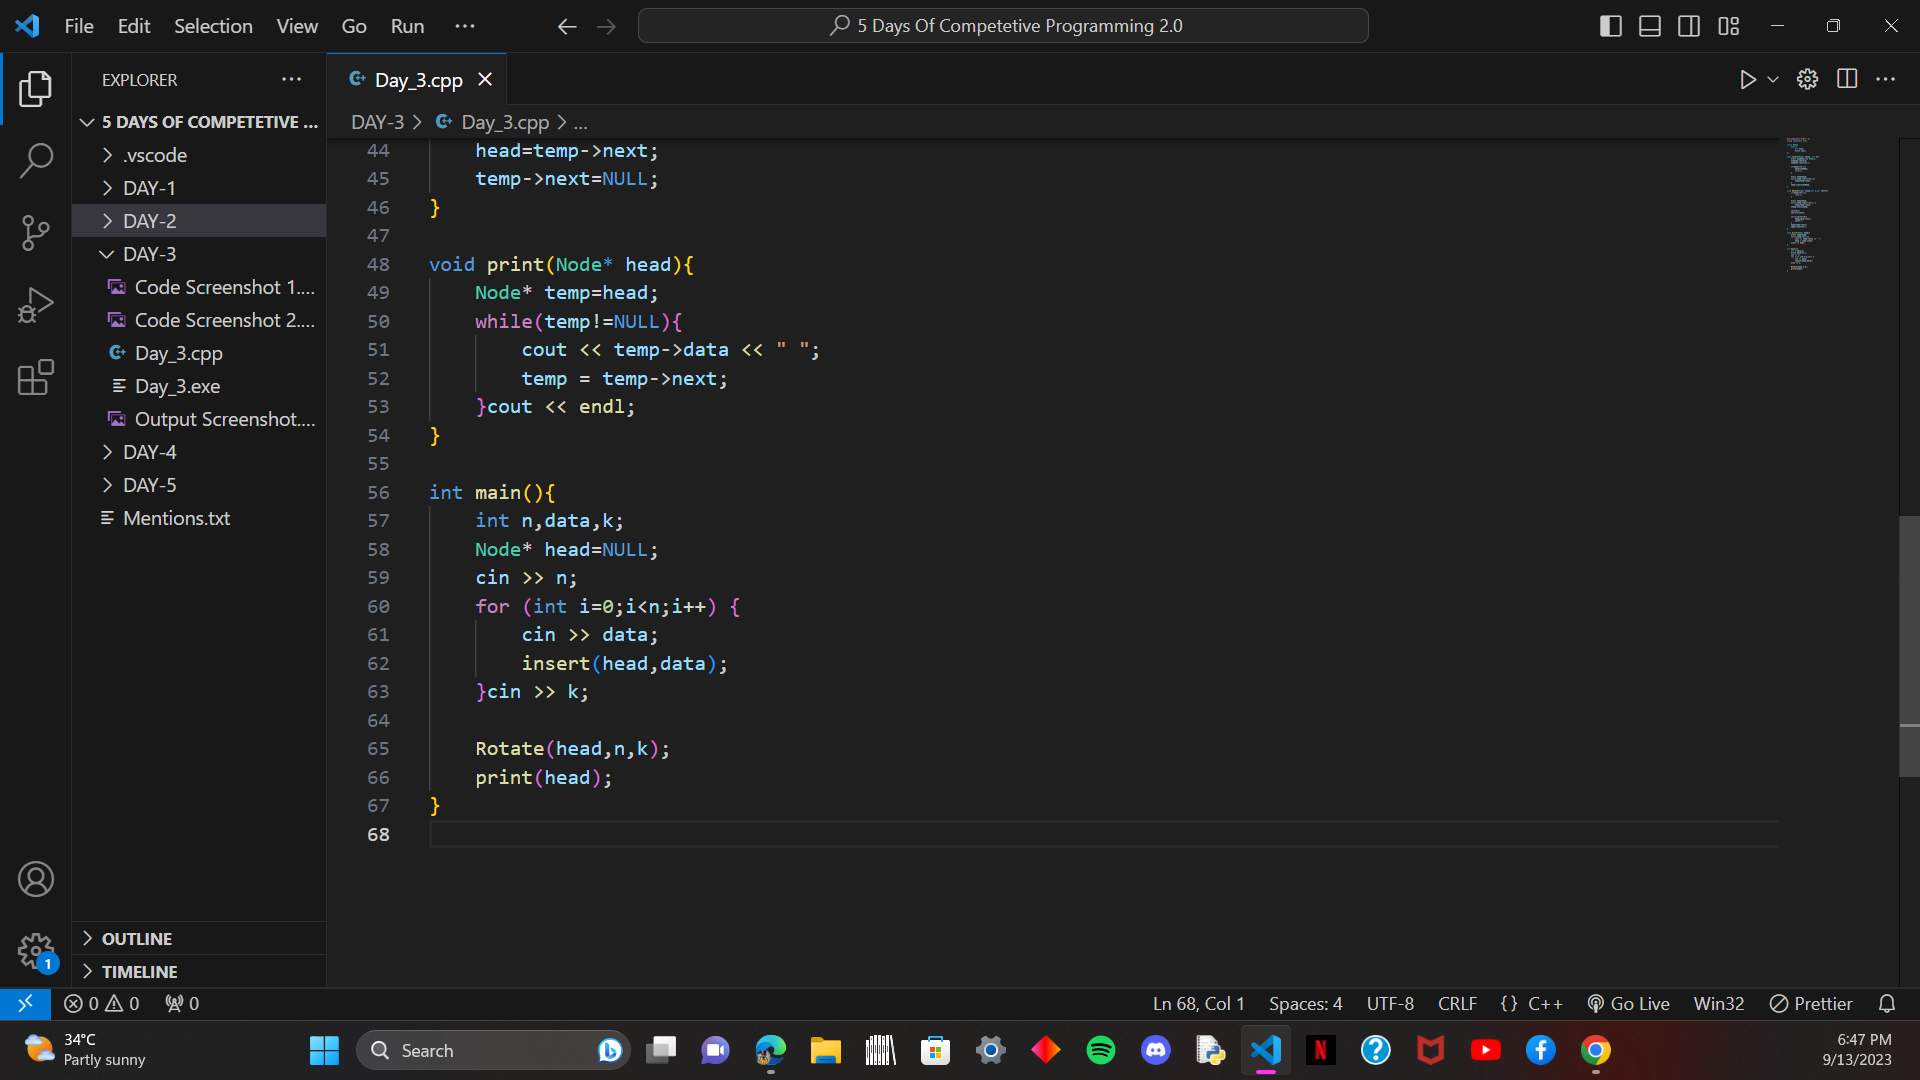 File Edit Selection View Go Run ...
5 Days Of Competetive Programming 2.0
EXPLORER
5 DAYS OF COMPETETIVE ...
.vscode
DAY-1
DAY-2
DAY-3
Code Screenshot 1....
Code Screenshot 2....
Day_3.cpp
Day_3.exe
Output Screenshot....
DAY-4
DAY-5
Mentions.txt
OUTLINE
TIMELINE
Day_3.cpp
DAY-3 > Day_3.cpp > ...
44 head=temp->next;
45 temp->next=NULL;
46 }
47
48 void print(Node* head){
49 Node* temp=head;
50 while(temp!=NULL){
51 cout << temp->data << " ";
52 temp = temp->next;
53 }cout << endl;
54 }
55
56 int main(){
57 int n,data,k;
58 Node* head=NULL;
59 cin >> n;
60 for (int i=0;i<n;i++) {
61 cin >> data;
62 insert(head,data);
63 }cin >> k;
64
65 Rotate(head,n,k);
66 print(head);
67 }
68
1
0 0 0
Ln 68, Col 1 Spaces: 4 UTF-8 CRLF {} C++ Go Live Win32 Prettier
34°C
Partly sunny
Search
6:47 PM
9/13/2023